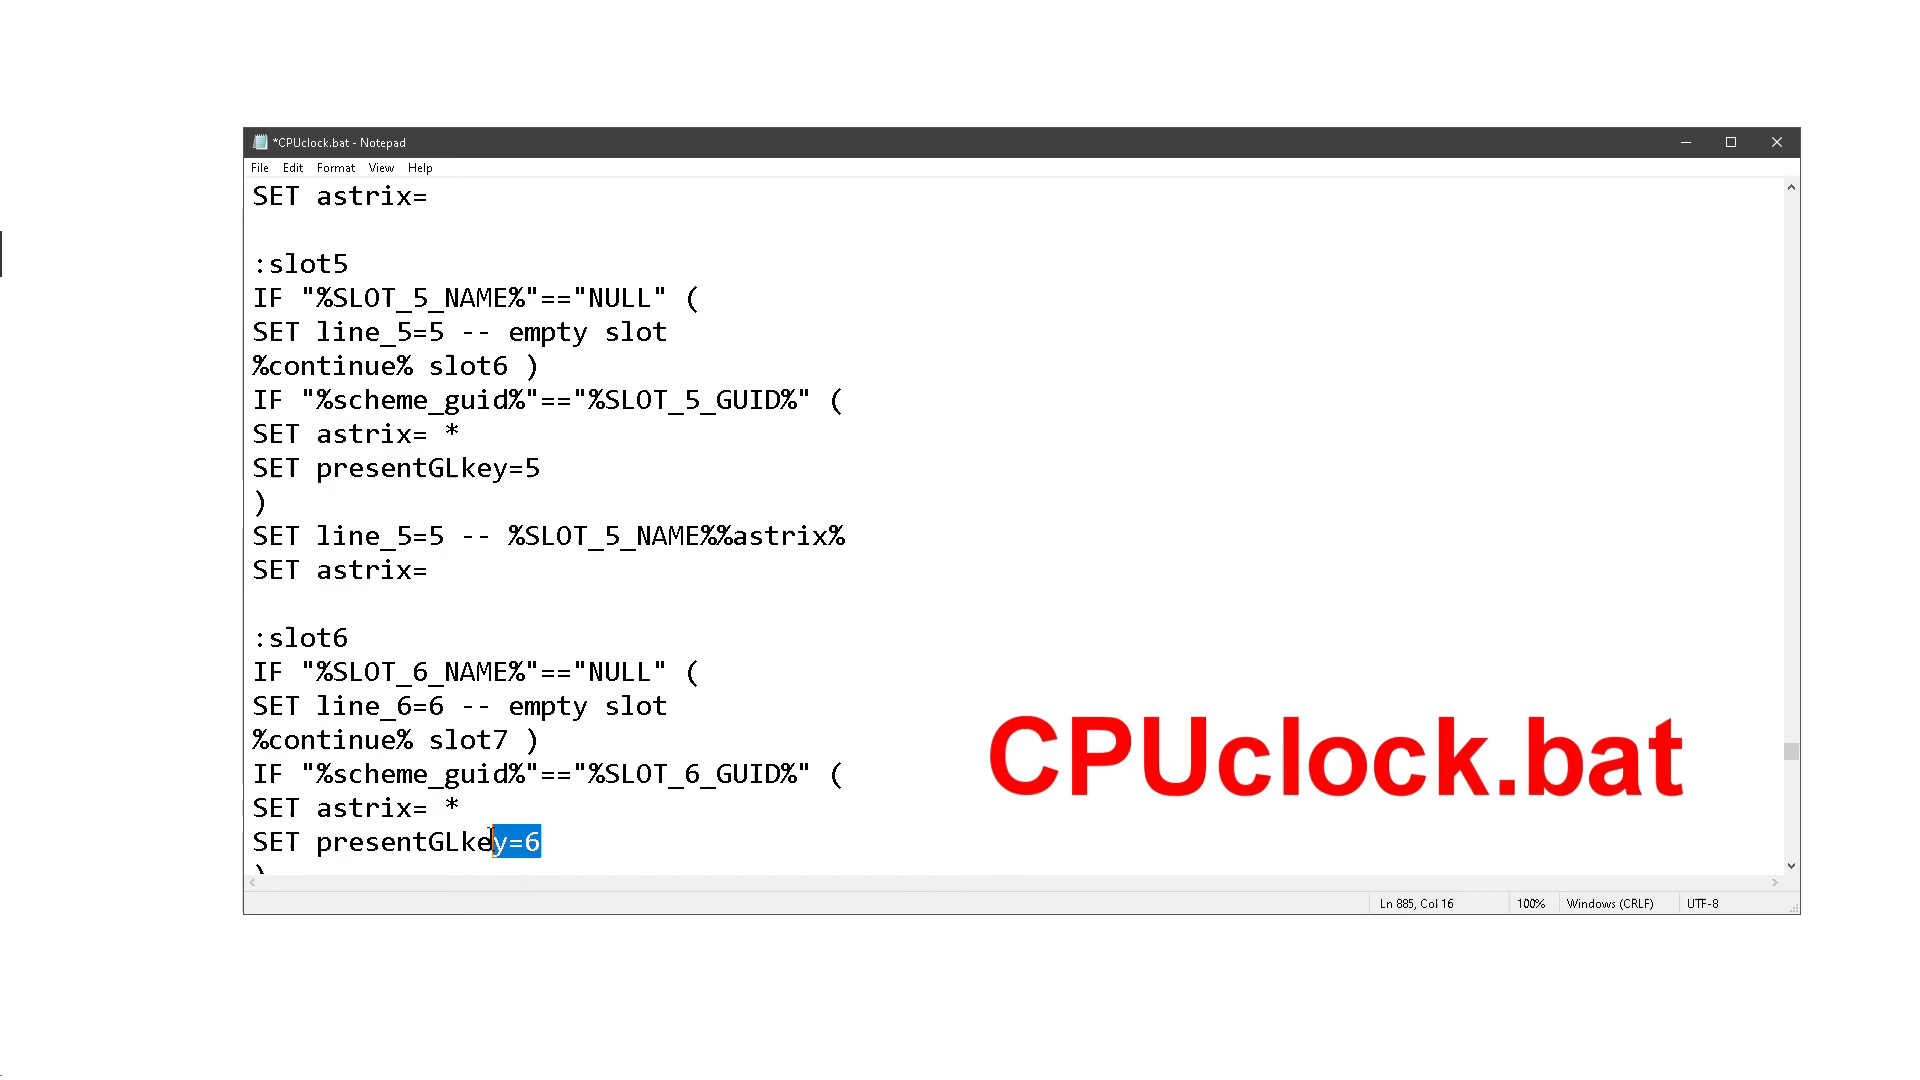 *CPUclock.bat - Notepad
File Edit Format View Help
SET astrix=
:slot5
IF "%SLOT_5_NAME%"=="NULL" (
SET line_5=5 -- empty slot
%continue% slot6 )
IF "%scheme_guid%"=="%SLOT_5_GUID%" (
SET astrix= *
SET presentGLkey=5
)
SET line_5=5 -- %SLOT_5_NAME%%astrix%
SET astrix=
:slot6
IF "%SLOT_6_NAME%"=="NULL" (
SET line_6=6 -- empty slot
%continue% slot7 )
IF "%scheme_guid%"=="%SLOT_6_GUID%" (
SET astrix= *
SET presentGLkey=6
)
CPUclock.bat
Ln 885, Col 16 100% Windows (CRLF) UTF-8